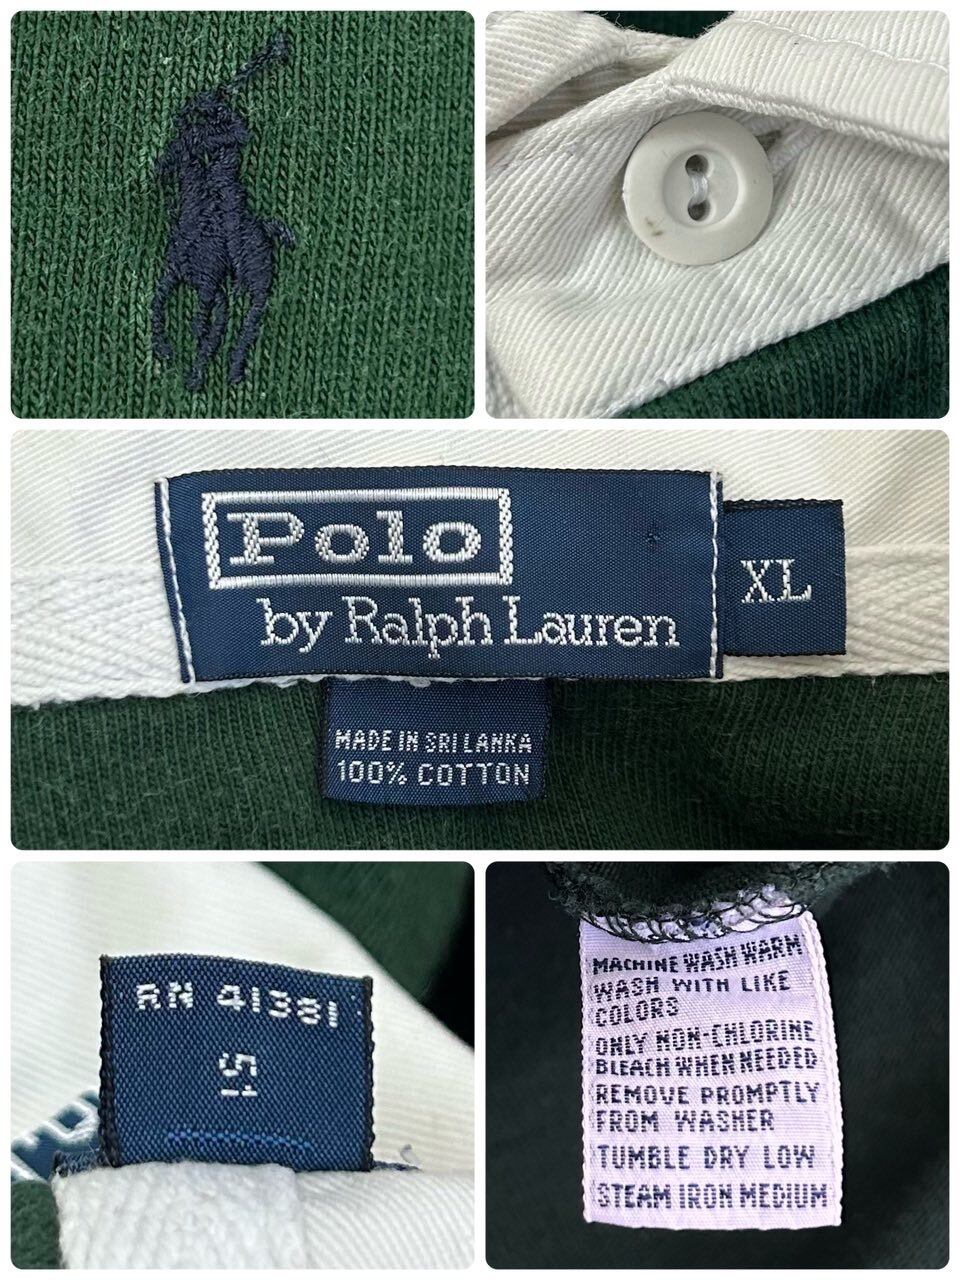 Polo
by Ralph Lauren
XL
MADE IN SRI LANKA
100% COTTON
RN 41381
51
MACHINE WASH WARM
WASH WITH LIKE
COLORS
ONLY NON-CHLORINE
BLEACH WHEN NEEDED
REMOVE PROMPTLY
FROM WASHER
TUMBLE DRY LOW
STEAM IRON MEDIUM